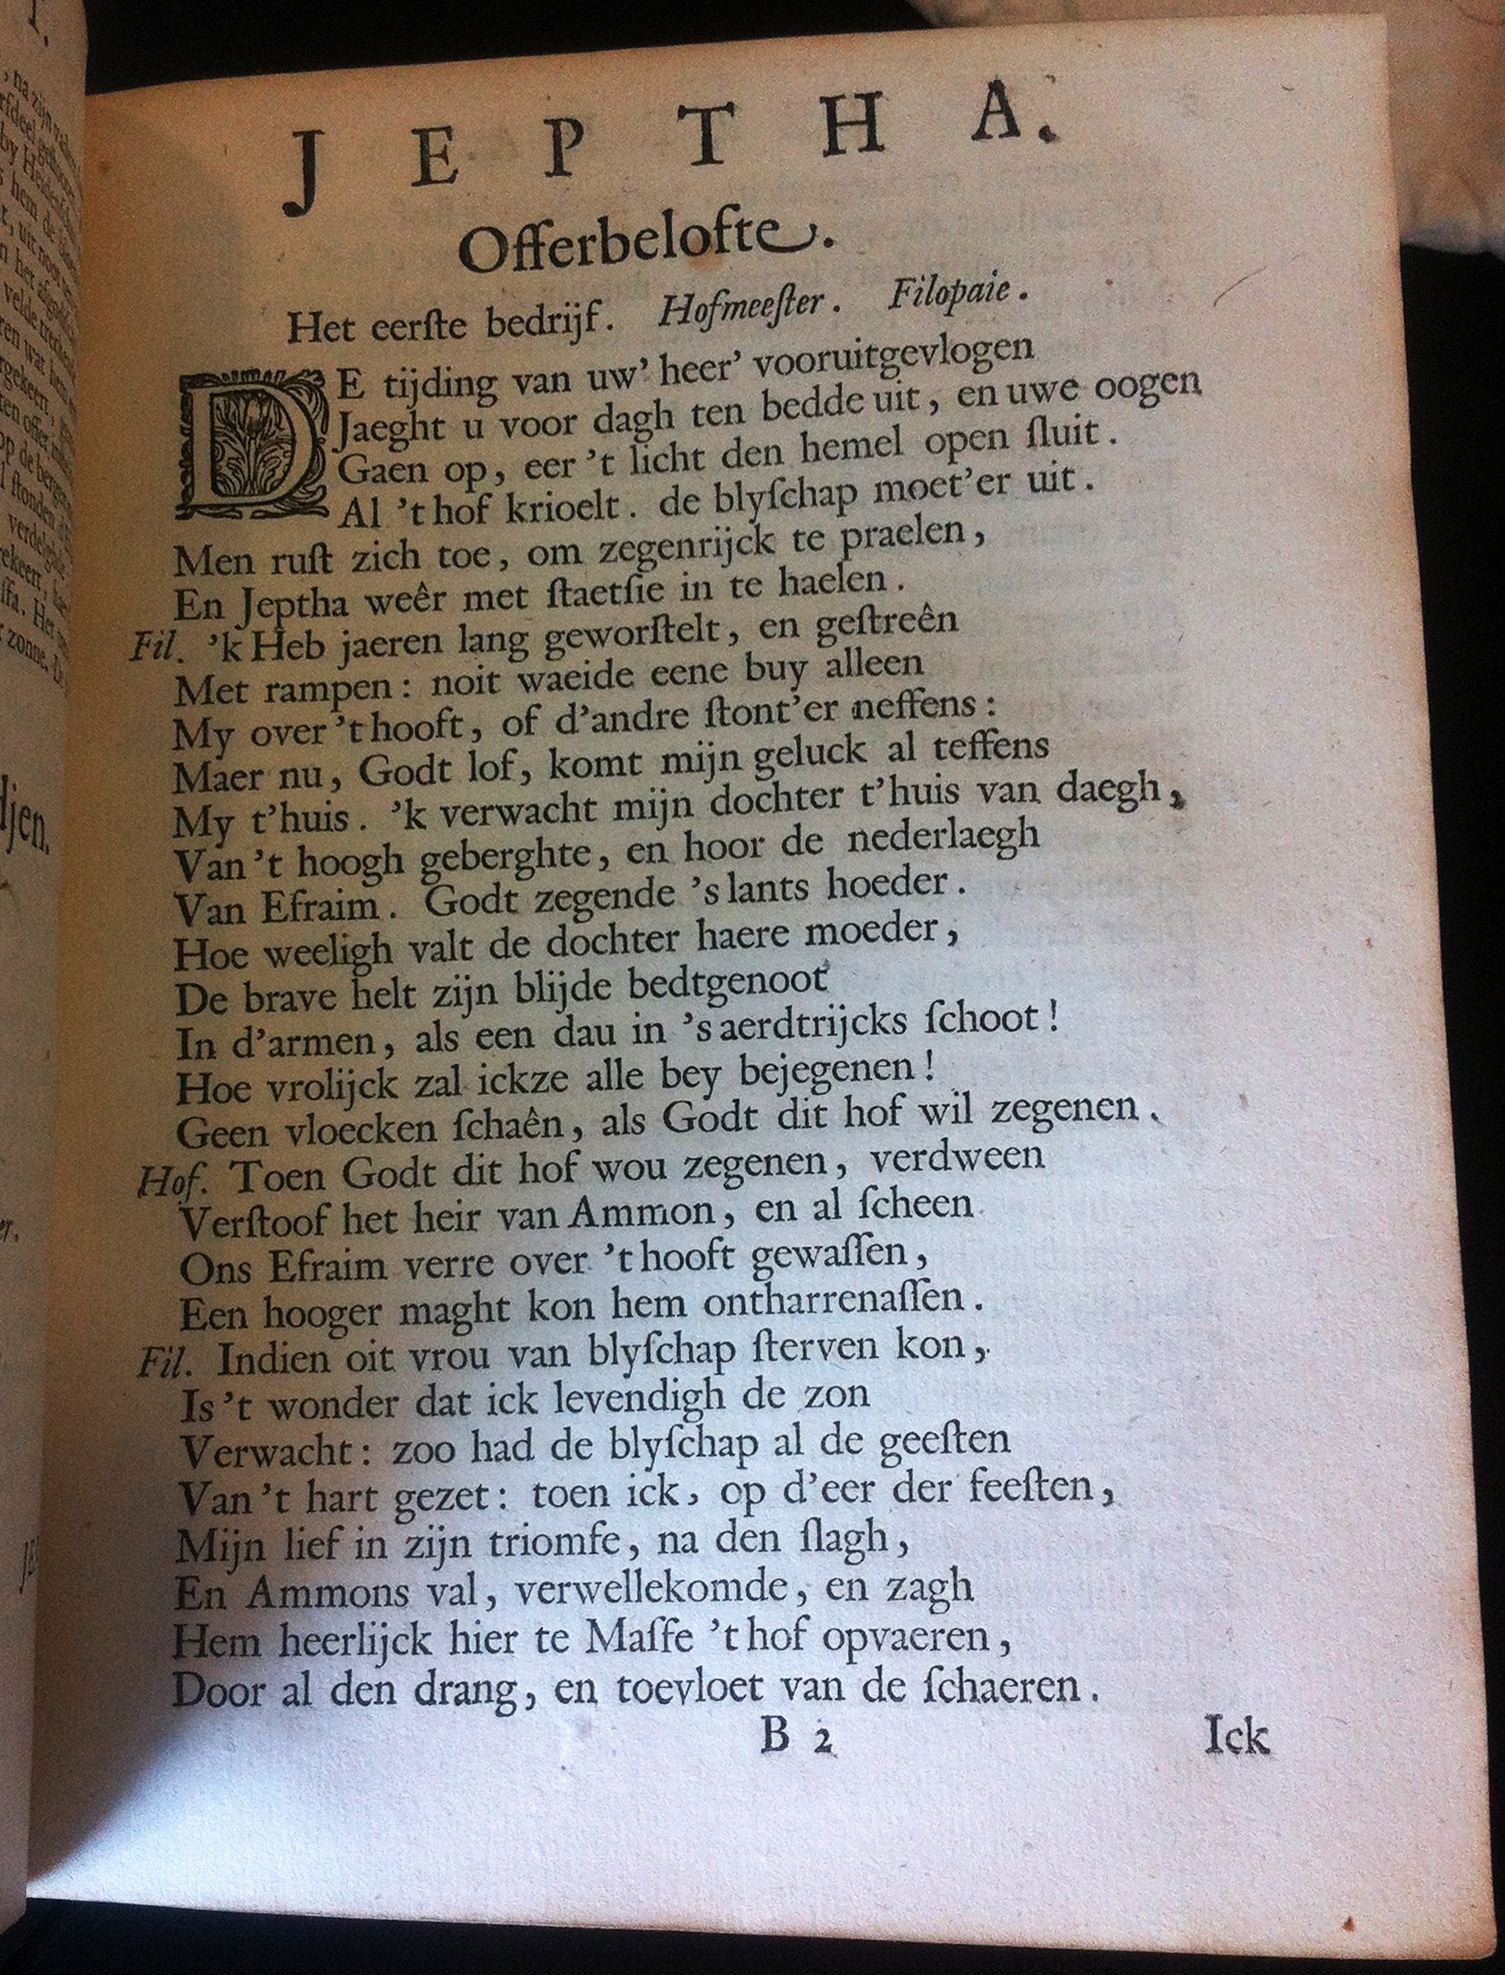 JEPTHA.
Offerbelofte.
Het eerſte bedrijf. Hofmeeſter. Filopaie.
DE tijding van uw' heer' vooruitgevlogen
Jaeght u voor dagh ten bedde uit, en uwe oogen
Gaen op, eer 't licht den hemel open ſluit.
Al 't hof krioelt. de blyſchap moet'er uit.
Men ruſt zich toe, om zegenrijck te praelen,
En Jeptha weêr met ſtaetſie in te haelen.
Fil. 'k Heb jaeren lang geworſtelt, en geſtreên
Met rampen: noit waeide eene buy alleen
My over 't hooft, of d'andre ſtont'er neffens:
Maer nu, Godt lof, komt mijn geluck al teffens
My t'huis. 'k verwacht mijn dochter t'huis van daegh,
Van 't hoogh geberghte, en hoor de nederlaegh
Van Efraim. Godt zegende 's lants hoeder.
Hoe weeligh valt de dochter haere moeder,
De brave helt zijn blijde bedtgenoot
In d'armen, als een dau in 's aerdtrijcks ſchoot!
Hoe vrolijck zal ickze alle bey bejegenen!
Geen vloecken ſchaên, als Godt dit hof wil zegenen.
Hof. Toen Godt dit hof wou zegenen, verdween
Verſtoof het heir van Ammon, en al ſcheen
Ons Efraim verre over 't hooft gewaſſen,
Een hooger maght kon hem ontharrenaſſen.
Fil. Indien oit vrou van blyſchap ſterven kon,
Is 't wonder dat ick levendigh de zon
Verwacht: zoo had de blyſchap al de geeſten
Van 't hart gezet: toen ick, op d'eer der feeſten,
Mijn lief in zijn triomfe, na den ſlagh,
En Ammons val, verwellekomde, en zagh
Hem heerlijck hier te Maſfe 't hof opvaeren,
Door al den drang, en toevloet van de ſchaeren.
B 2 Ick